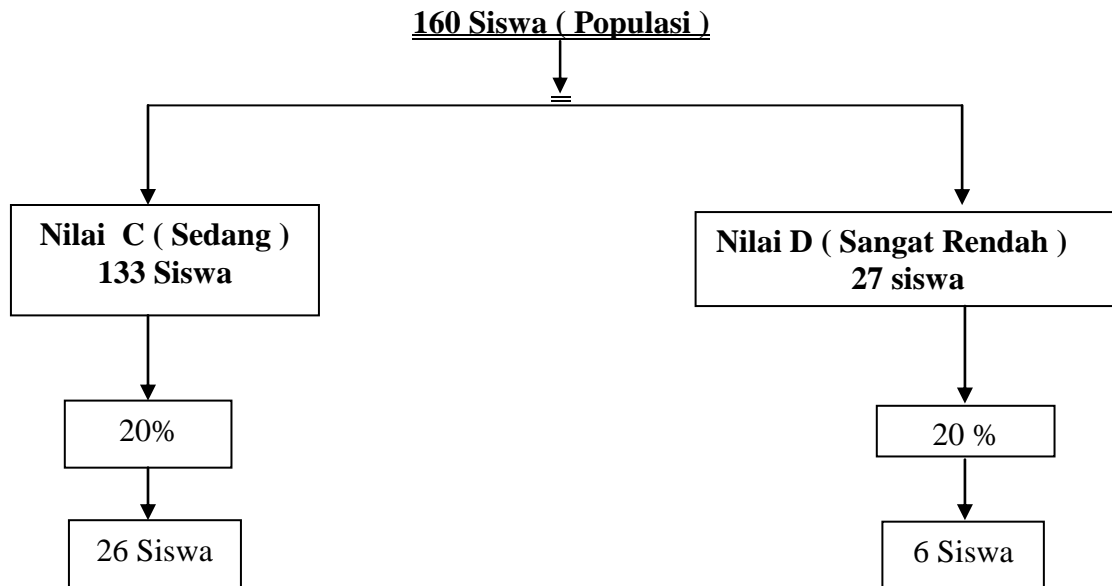 160 Siswa ( Populasi )
Nilai C ( Sedang )
133 Siswa
Nilai D ( Sangat Rendah )
27 siswa
20%
20 %
26 Siswa
6 Siswa